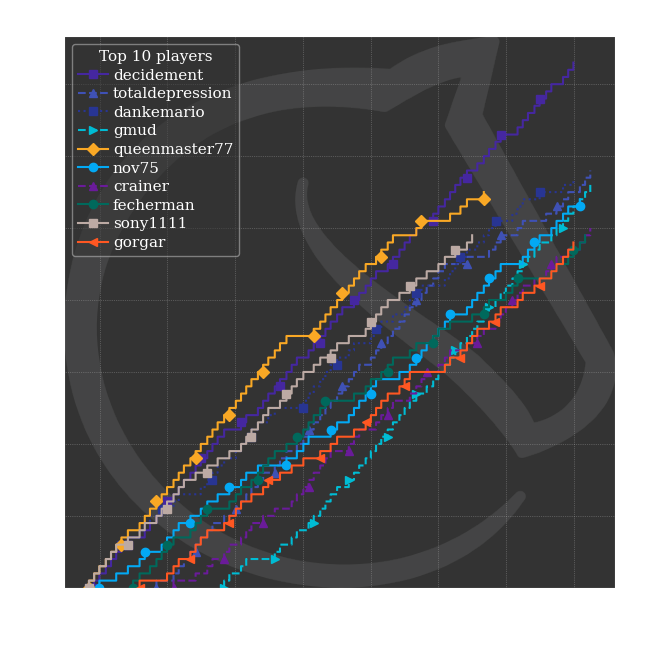 Top 10 players
decidement
totaldepression
dankemario
gmud
queenmaster77
nov75
crainer
fecherman
sony1111
gorgar